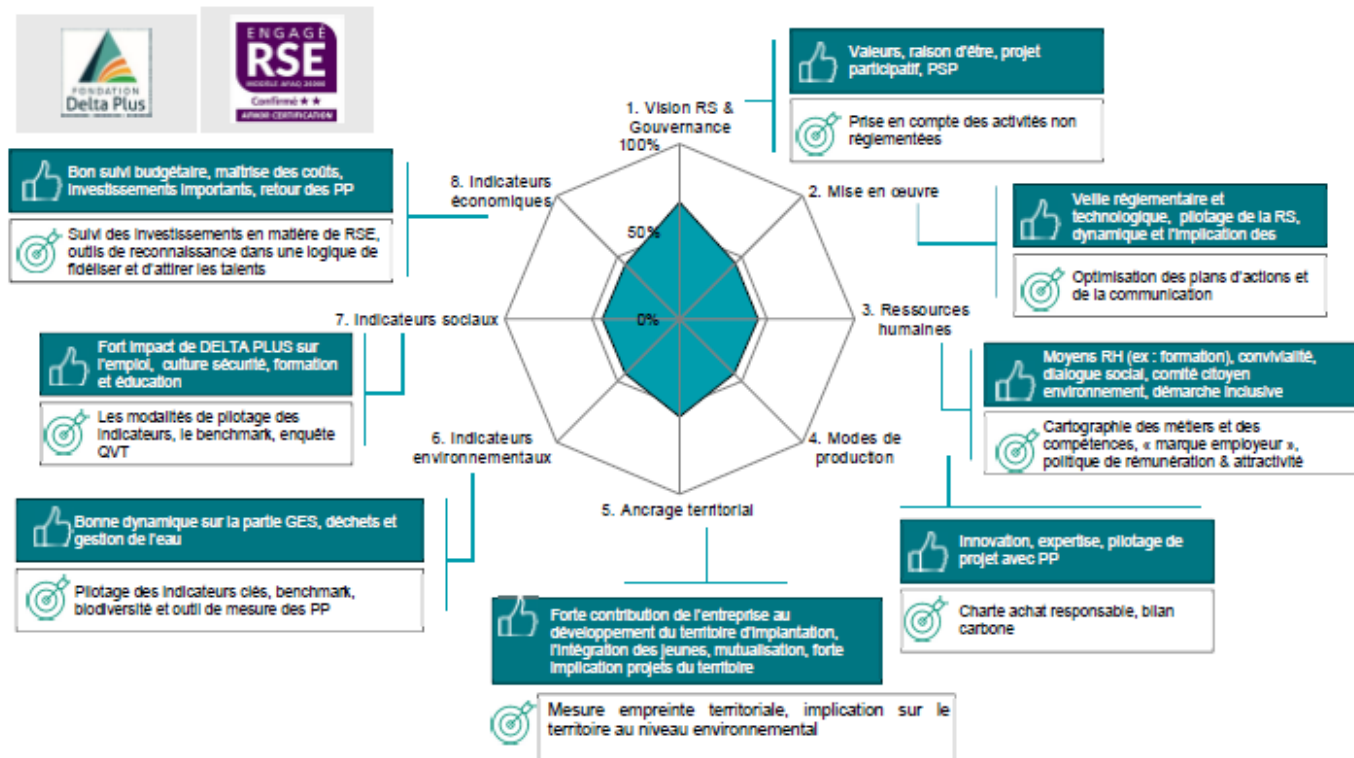 FONDATION
Delta Plus
ENGAGÉ
RSE
MODÈLE AFAQ 26000
Confirmé ★★
AFNOR CERTIFICATION
Valeurs, raison d'être, projet
participatif, PSP
Prise en compte des activités non
réglementées
1. Vision RS &
Gouvernance
100%
50%
0%
2. Mise en œuvre
Veille réglementaire et
technologique, pilotage de la RS,
dynamique et l'implication des
Optimisation des plans d'actions et
de la communication
3. Ressources
humaines
Moyens RH (ex : formation), convivialité,
dialogue social, comité citoyen
environnement, démarche inclusive
Cartographie des métiers et des
compétences, « marque employeur »,
politique de rémunération & attractivité
4. Modes de
production
Innovation, expertise, pilotage de
projet avec PP
Charte achat responsable, bilan
carbone
5. Ancrage territorial
Forte contribution de l'entreprise au
développement du territoire d'implantation,
l'intégration des jeunes, mutualisation, forte
implication projets du territoire
Mesure empreinte territoriale, implication sur le
territoire au niveau environnemental
6. Indicateurs
environnementaux
Bonne dynamique sur la partie GES, déchets et
gestion de l'eau
Pilotage des indicateurs clés, benchmark,
biodiversité et outil de mesure des PP
7. Indicateurs sociaux
Fort impact de DELTA PLUS sur
l'emploi, culture sécurité, formation
et éducation
Les modalités de pilotage des
indicateurs, le benchmark, enquête
QVT
8. Indicateurs
économiques
Bon suivi budgétaire, maîtrise des coûts,
investissements importants, retour des PP
Suivi des investissements en matière de RSE,
outils de reconnaissance dans une logique de
fidéliser et d'attirer les talents